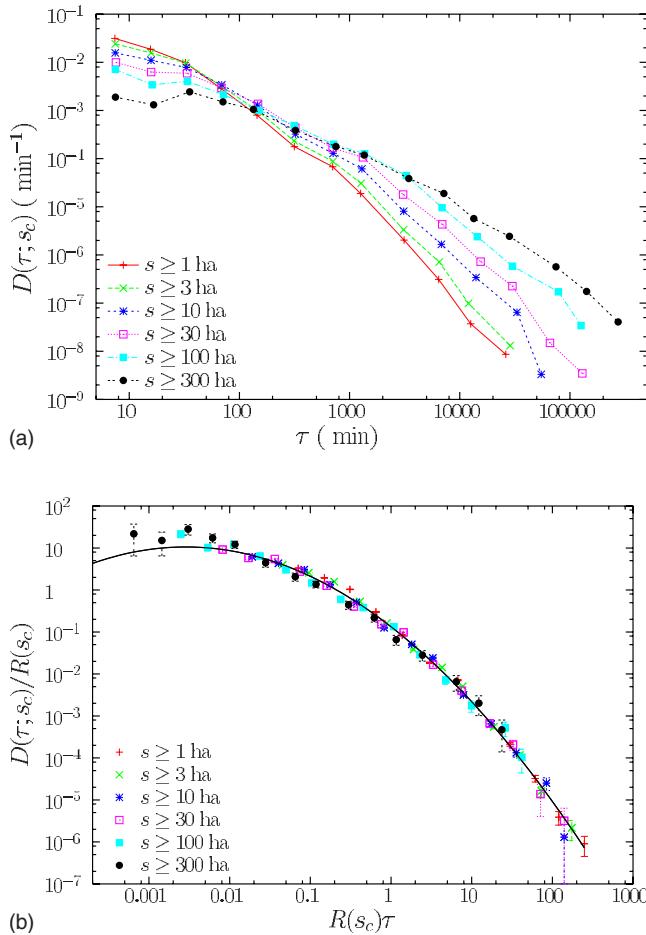 10⁻¹
10⁻²
10⁻³
10⁻⁴
10⁻⁵
10⁻⁶
10⁻⁷
10⁻⁸
10⁻⁹
D(τ; s_c) ( min⁻¹)
s ≥ 1 ha
s ≥ 3 ha
s ≥ 10 ha
s ≥ 30 ha
s ≥ 100 ha
s ≥ 300 ha
10 100 1000 10000 100000
τ ( min)
(a)
10²
10
1
10⁻¹
10⁻²
10⁻³
10⁻⁴
10⁻⁵
10⁻⁶
10⁻⁷
D(τ; s_c)/R(s_c)
s ≥ 1 ha
s ≥ 3 ha
s ≥ 10 ha
s ≥ 30 ha
s ≥ 100 ha
s ≥ 300 ha
0.001 0.01 0.1 1 10 100 1000
R(s_c)τ
(b)